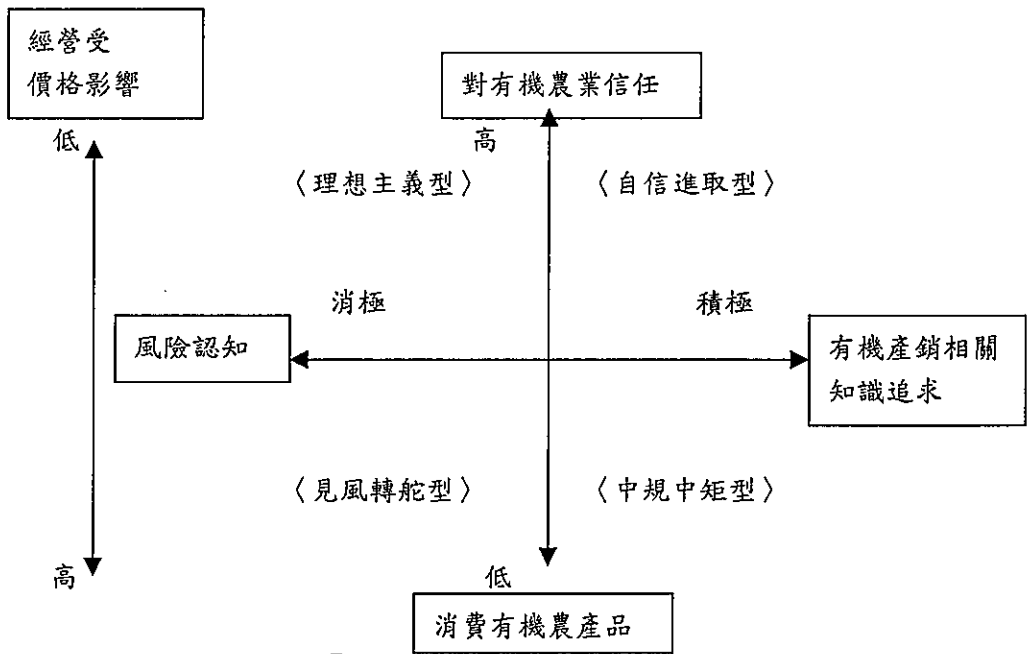 經營受
價格影響
對有機農業信任
低
高
〈理想主義型〉
〈自信進取型〉
消極
積極
風險認知
有機產銷相關
知識追求
〈見風轉舵型〉
〈中規中矩型〉
高
低
消費有機農產品